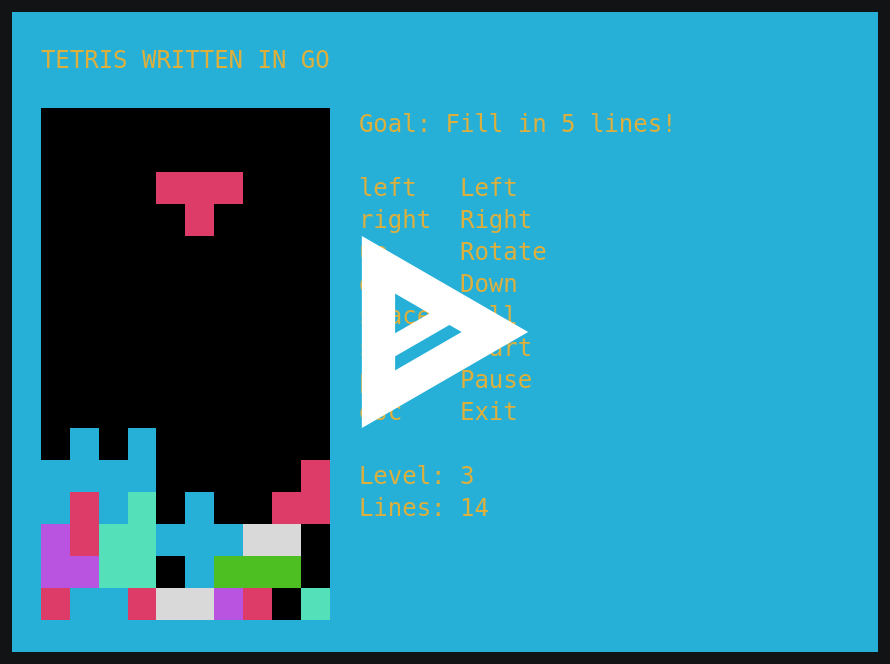 TETRIS WRITTEN IN GO
Goal: Fill in 5 lines!
left Left
right Right
Rotate
Down
Pause
Exit
Level: 3
Lines: 14